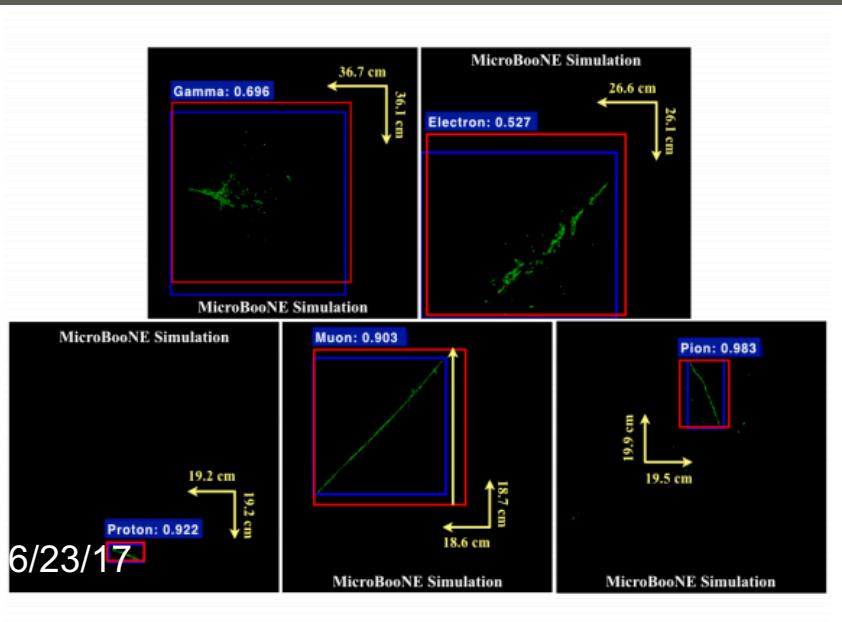 36.7 cm
Gamma: 0.696
36.1 cm
MicroBooNE Simulation
MicroBooNE Simulation
26.6 cm
Electron: 0.527
26.1 cm
MicroBooNE Simulation
19.2 cm
19.2 cm
Proton: 0.922
6/23/17
Muon: 0.903
18.7 cm
18.6 cm
MicroBooNE Simulation
Pion: 0.983
19.9 cm
19.5 cm
MicroBooNE Simulation